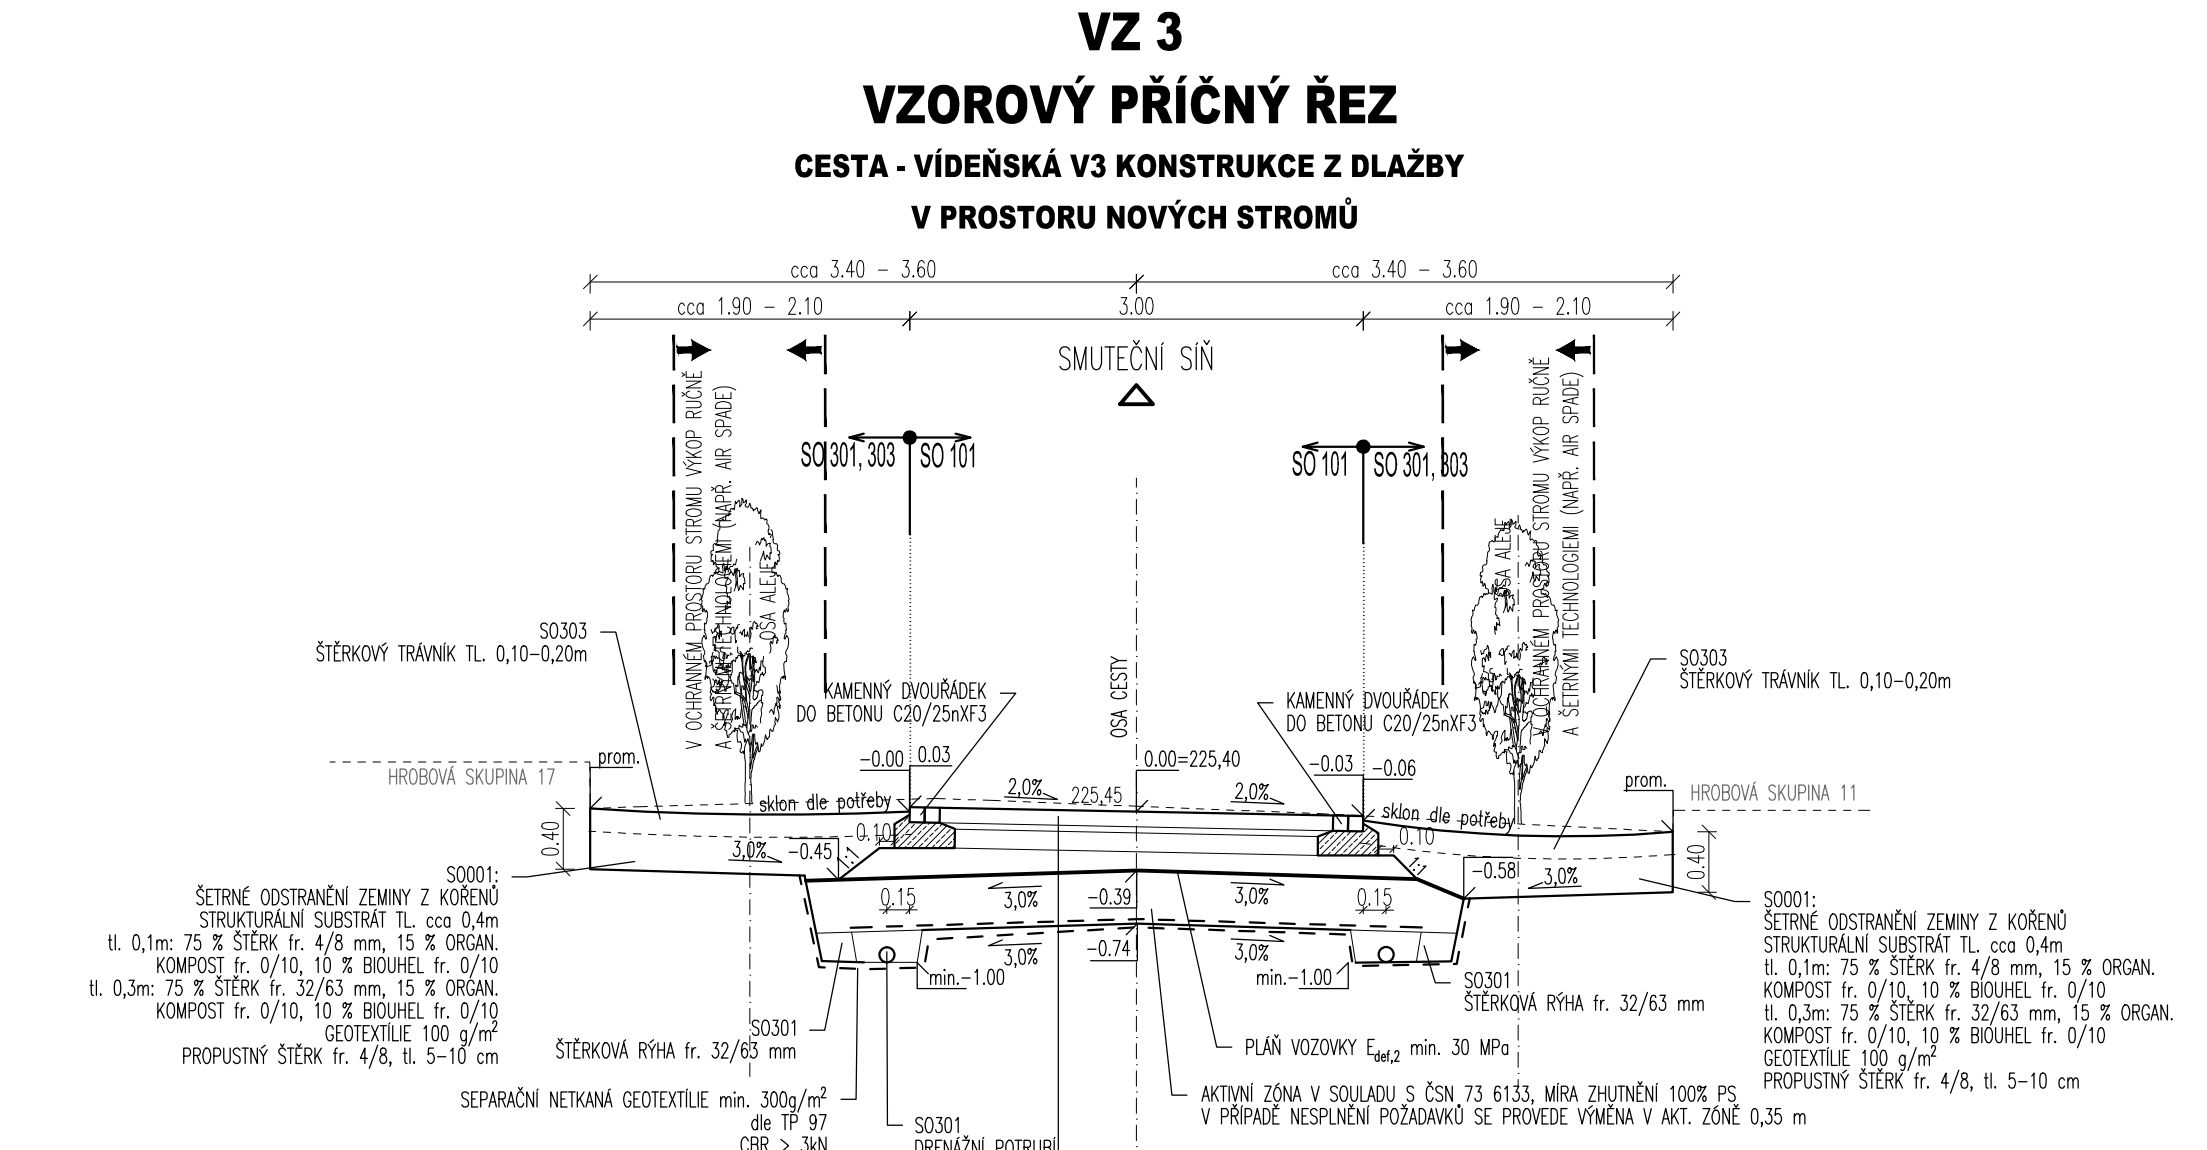 VZ 3
VZOROVÝ PŘÍČNÝ ŘEZ
CESTA - VÍDEŇSKÁ V3 KONSTRUKCE Z DLAŽBY
V PROSTORU NOVÝCH STROMŮ
cca 3.40 - 3.60
cca 3.40 - 3.60
cca 1.90 - 2.10
3.00
cca 1.90 - 2.10
SMUTEČNÍ SÍŇ
V OCHRANNÉM PROSTORU STROMU VÝKOP RUČNĚ
A ŠETRNÝMI TECHNOLOGIEMI (NAPŘ. AIR SPADE)
OSA ALEJE
SO 301, 303
SO 101
SO 101
SO 301, 303
OSA ALEJE
V OCHRANNÉM PROSTORU STROMU VÝKOP RUČNĚ
A ŠETRNÝMI TECHNOLOGIEMI (NAPŘ. AIR SPADE)
SO303
ŠTĚRKOVÝ TRÁVNÍK TL. 0,10-0,20m
KAMENNÝ DVOUŘÁDEK
DO BETONU C20/25nXF3
OSA CESTY
KAMENNÝ DVOUŘÁDEK
DO BETONU C20/25nXF3
SO303
ŠTĚRKOVÝ TRÁVNÍK TL. 0,10-0,20m
HROBOVÁ SKUPINA 17
prom.
-0.00
0.03
0.00=225,40
-0.03
-0.06
prom.
HROBOVÁ SKUPINA 11
sklon dle potřeby
2,0%
225,45
2,0%
sklon dle potřeby
0.40
0.10
3,0%
-0.45
1:1
0.10
1:1
-0.58
3,0%
0.40
0.15
3,0%
-0.39
3,0%
0.15
3,0%
-0.74
3,0%
min.-1.00
min.-1.00
SO001:
ŠETRNÉ ODSTRANĚNÍ ZEMINY Z KOŘENŮ
STRUKTURÁLNÍ SUBSTRÁT TL. cca 0,4m
tl. 0,1m: 75 % ŠTĚRK fr. 4/8 mm, 15 % ORGAN.
KOMPOST fr. 0/10, 10 % BIOUHEL fr. 0/10
tl. 0,3m: 75 % ŠTĚRK fr. 32/63 mm, 15 % ORGAN.
KOMPOST fr. 0/10, 10 % BIOUHEL fr. 0/10
GEOTEXTÍLIE 100 g/m²
PROPUSTNÝ ŠTĚRK fr. 4/8, tl. 5-10 cm
SO001:
ŠETRNÉ ODSTRANĚNÍ ZEMINY Z KOŘENŮ
STRUKTURÁLNÍ SUBSTRÁT TL. cca 0,4m
tl. 0,1m: 75 % ŠTĚRK fr. 4/8 mm, 15 % ORGAN.
KOMPOST fr. 0/10, 10 % BIOUHEL fr. 0/10
tl. 0,3m: 75 % ŠTĚRK fr. 32/63 mm, 15 % ORGAN.
KOMPOST fr. 0/10, 10 % BIOUHEL fr. 0/10
GEOTEXTÍLIE 100 g/m²
PROPUSTNÝ ŠTĚRK fr. 4/8, tl. 5-10 cm
SO301
ŠTĚRKOVÁ RÝHA fr. 32/63 mm
SO301
ŠTĚRKOVÁ RÝHA fr. 32/63 mm
PLÁŇ VOZOVKY Edef,2 min. 30 MPa
SEPARAČNÍ NETKANÁ GEOTEXTÍLIE min. 300g/m²
dle TP 97
CBR > 3kN
AKTIVNÍ ZÓNA V SOULADU S ČSN 73 6133, MÍRA ZHUTNĚNÍ 100% PS
V PŘÍPADĚ NESPLNĚNÍ POŽADAVKŮ SE PROVEDE VÝMĚNA V AKT. ZÓNĚ 0,35 m
SO301
DRENÁŽNÍ POTRUBÍ